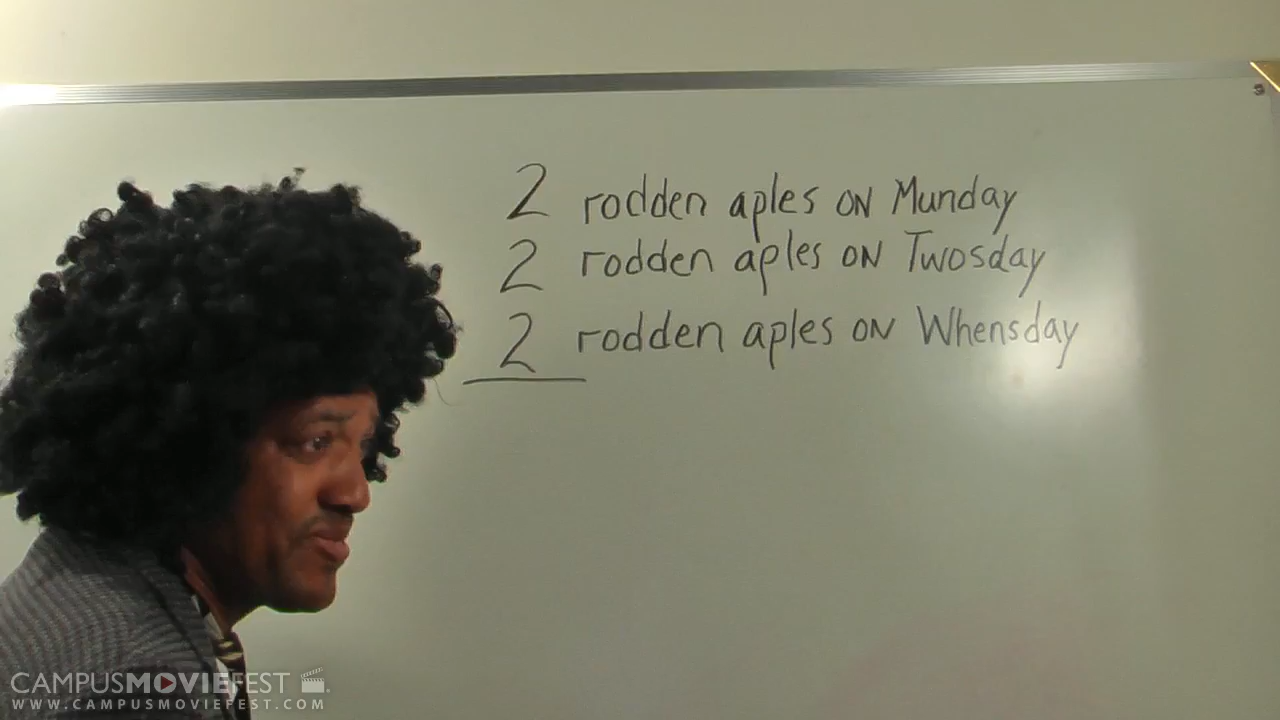 2 rodden aples on Munday
2 rodden aples on Twosday
2 rodden aples on Whensday
CAMPUSMOVIEFEST
WWW.CAMPUSMOVIEFEST.COM